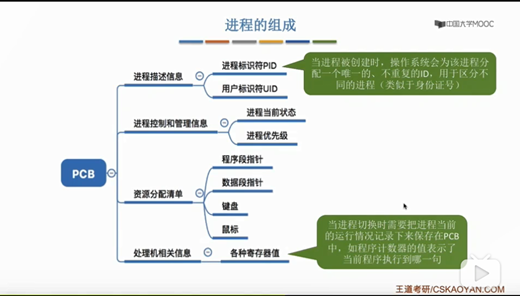 进程的组成
中国大学MOOC
进程描述信息
进程标识符PID
用户标识符UID
当进程被创建时，操作系统会为该进程分
配一个唯一的、不重复的ID，用于区分不
同的进程（类似于身份证号）
进程控制和管理信息
进程当前状态
进程优先级
PCB
资源分配清单
程序段指针
数据段指针
键盘
鼠标
处理机相关信息
各种寄存器值
当进程切换时需要把进程当前
的运行情况记录下来保存在PCB
中，如程序计数器的值表示了
当前程序执行到哪一句
王道考研/CSKAOYAN.COM